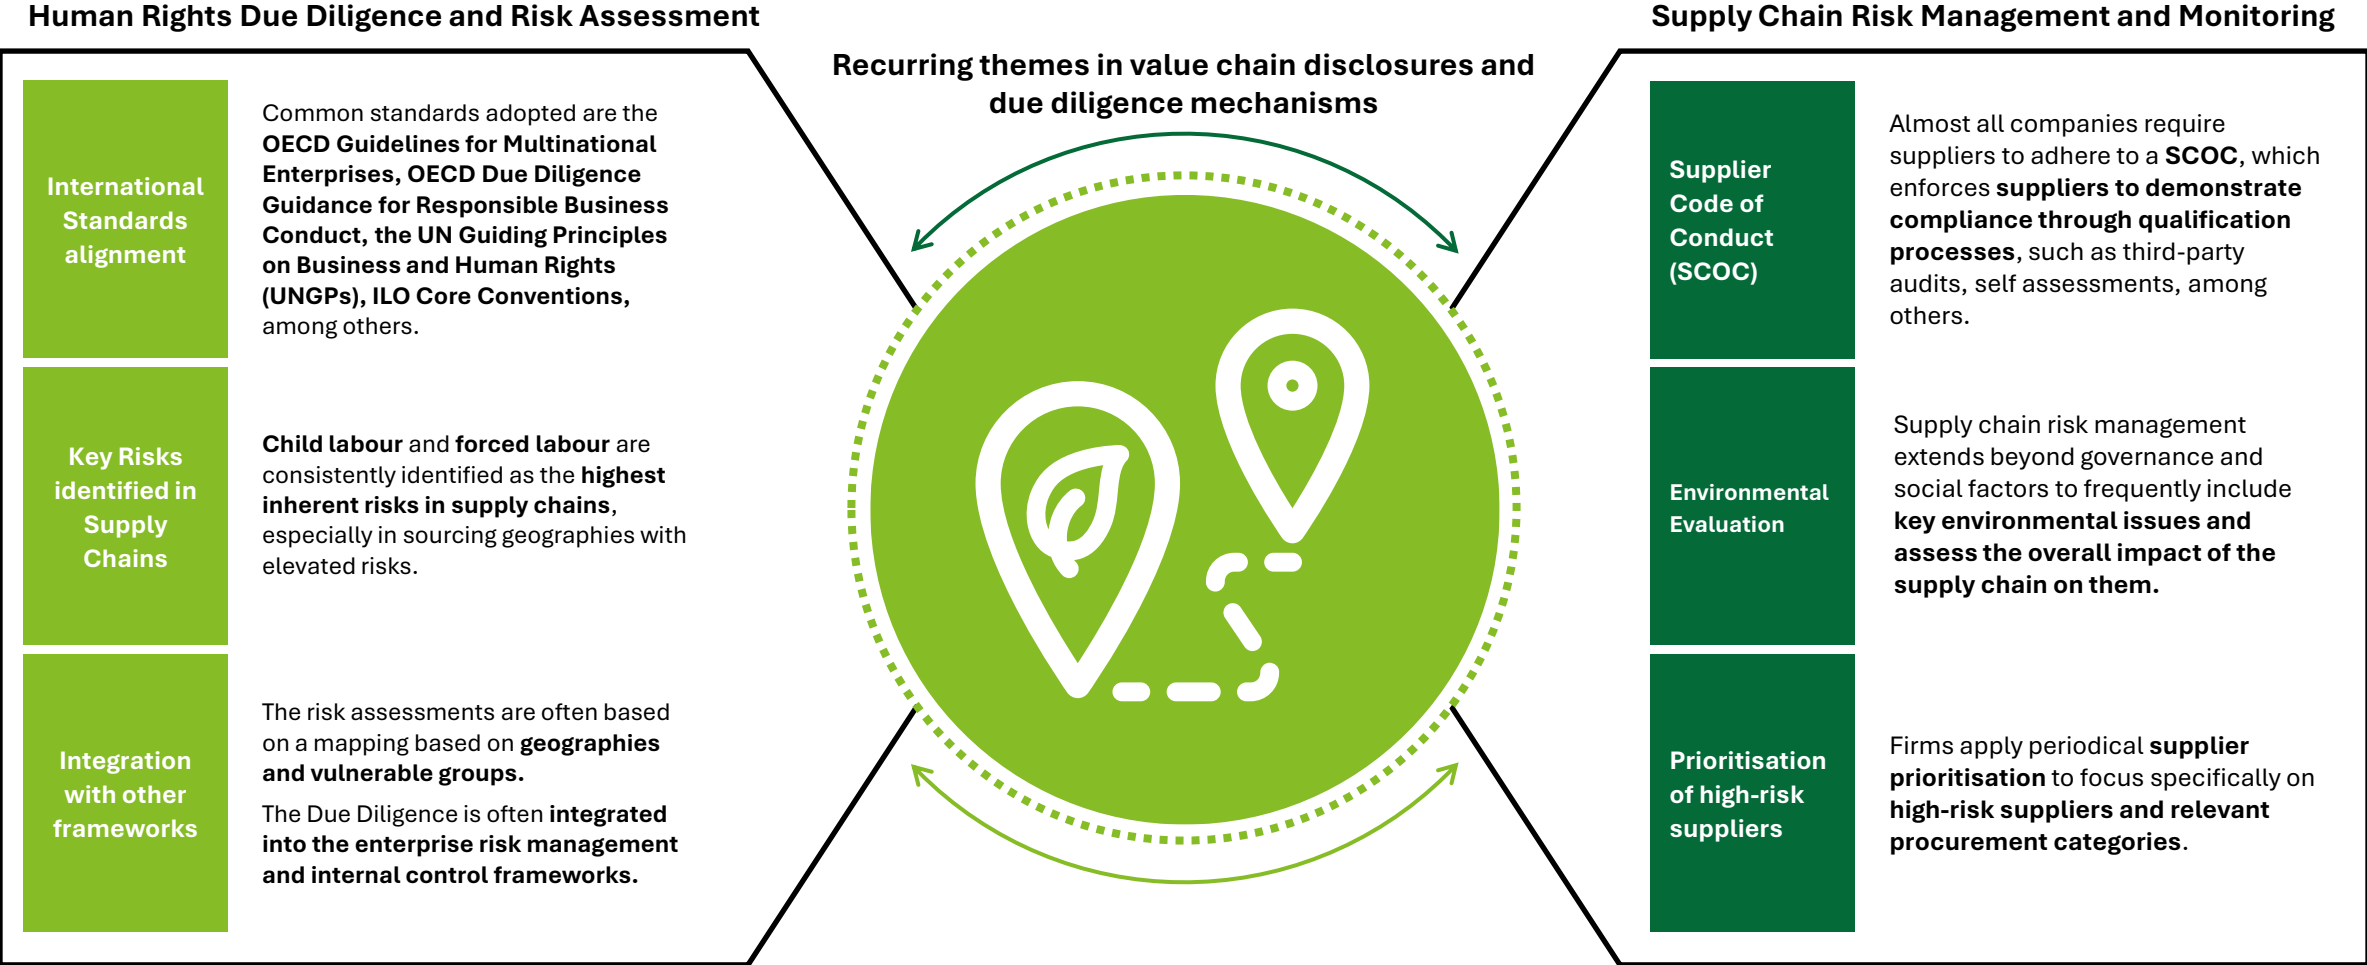 Human Rights Due Diligence and Risk Assessment
International
Standards
alignment
Common standards adopted are the
OECD Guidelines for Multinational
Enterprises, OECD Due Diligence
Guidance for Responsible Business
Conduct, the UN Guiding Principles
on Business and Human Rights
(UNGPs), ILO Core Conventions,
among others.
Key Risks
identified in
Supply
Chains
Child labour and forced labour are
consistently identified as the highest
inherent risks in supply chains,
especially in sourcing geographies with
elevated risks.
Integration
with other
frameworks
The risk assessments are often based
on a mapping based on geographies
and vulnerable groups.
The Due Diligence is often integrated
into the enterprise risk management
and internal control frameworks.
Recurring themes in value chain disclosures and
due diligence mechanisms
Supply Chain Risk Management and Monitoring
Supplier
Code of
Conduct
(SCOC)
Almost all companies require
suppliers to adhere to a SCOC, which
enforces suppliers to demonstrate
compliance through qualification
processes, such as third-party
audits, self assessments, among
others.
Environmental
Evaluation
Supply chain risk management
extends beyond governance and
social factors to frequently include
key environmental issues and
assess the overall impact of the
supply chain on them.
Prioritisation
of high-risk
suppliers
Firms apply periodical supplier
prioritisation to focus specifically on
high-risk suppliers and relevant
procurement categories.